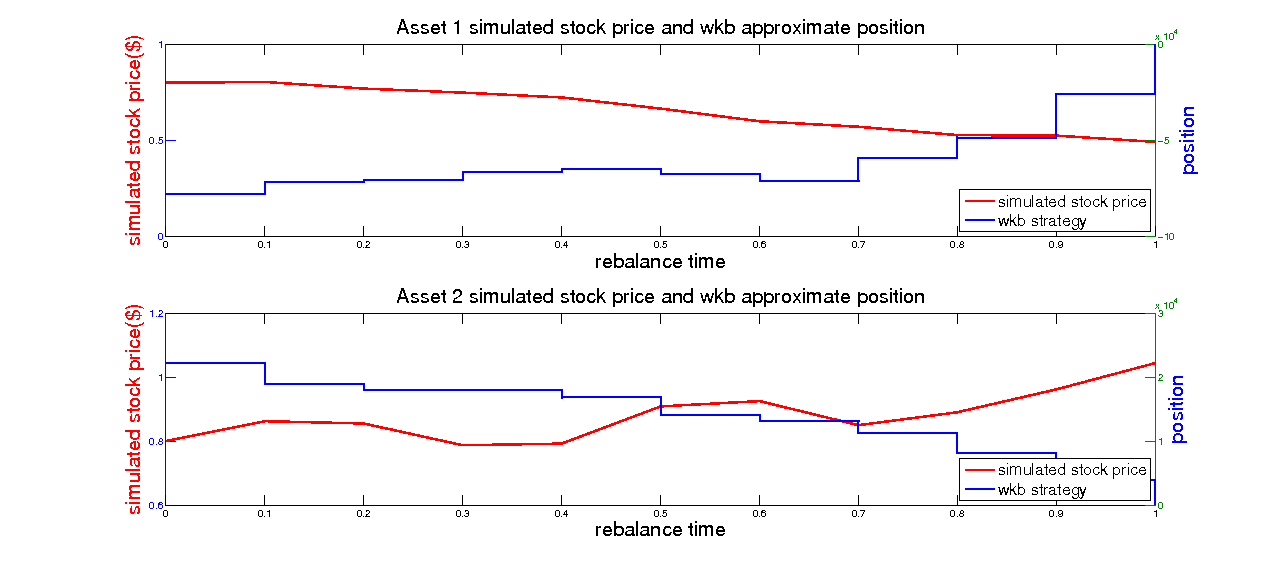 Asset 1 simulated stock price and wkb approximate position
x 10^4
simulated stock price($)
1
0.5
0
0
-5
-10
position
simulated stock price
wkb strategy
0 0.1 0.2 0.3 0.4 0.5 0.6 0.7 0.8 0.9 1
rebalance time
Asset 2 simulated stock price and wkb approximate position
x 10^4
simulated stock price($)
1.2
1
0.8
0.6
3
2
1
0
position
simulated stock price
wkb strategy
0 0.1 0.2 0.3 0.4 0.5 0.6 0.7 0.8 0.9 1
rebalance time